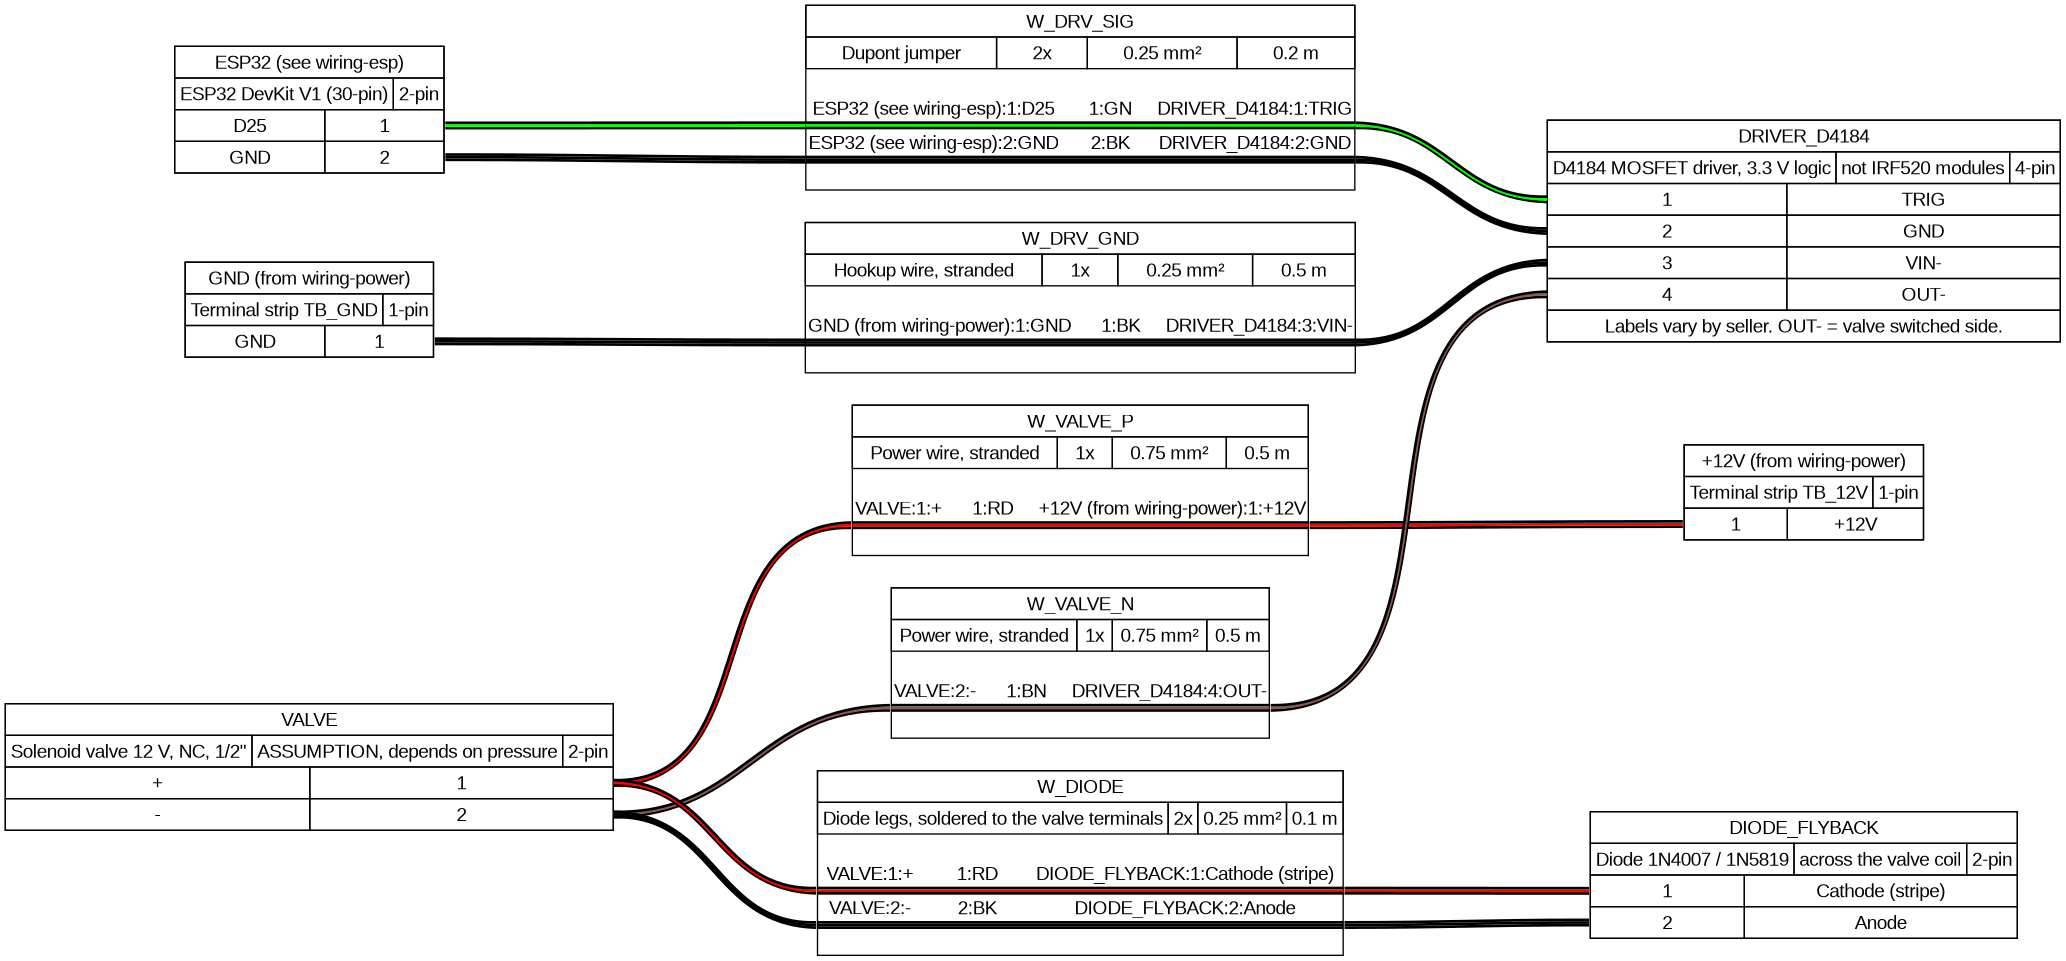 W_DRV_SIG
Dupont jumper 2x 0.25 mm² 0.2 m
ESP32 (see wiring-esp):1:D25 1:GN DRIVER_D4184:1:TRIG
ESP32 (see wiring-esp):2:GND 2:BK DRIVER_D4184:2:GND
ESP32 (see wiring-esp)
ESP32 DevKit V1 (30-pin) 2-pin
D25 1
GND 2
DRIVER_D4184
D4184 MOSFET driver, 3.3 V logic not IRF520 modules 4-pin
1 TRIG
2 GND
3 VIN-
4 OUT-
Labels vary by seller. OUT- = valve switched side.
W_DRV_GND
Hookup wire, stranded 1x 0.25 mm² 0.5 m
GND (from wiring-power):1:GND 1:BK DRIVER_D4184:3:VIN-
GND (from wiring-power)
Terminal strip TB_GND 1-pin
GND 1
W_VALVE_P
Power wire, stranded 1x 0.75 mm² 0.5 m
VALVE:1:+ 1:RD +12V (from wiring-power):1:+12V
+12V (from wiring-power)
Terminal strip TB_12V 1-pin
1 +12V
W_VALVE_N
Power wire, stranded 1x 0.75 mm² 0.5 m
VALVE:2:- 1:BN DRIVER_D4184:4:OUT-
VALVE
Solenoid valve 12 V, NC, 1/2" ASSUMPTION, depends on pressure 2-pin
+ 1
- 2
W_DIODE
Diode legs, soldered to the valve terminals 2x 0.25 mm² 0.1 m
VALVE:1:+ 1:RD DIODE_FLYBACK:1:Cathode (stripe)
VALVE:2:- 2:BK DIODE_FLYBACK:2:Anode
DIODE_FLYBACK
Diode 1N4007 / 1N5819 across the valve coil 2-pin
1 Cathode (stripe)
2 Anode